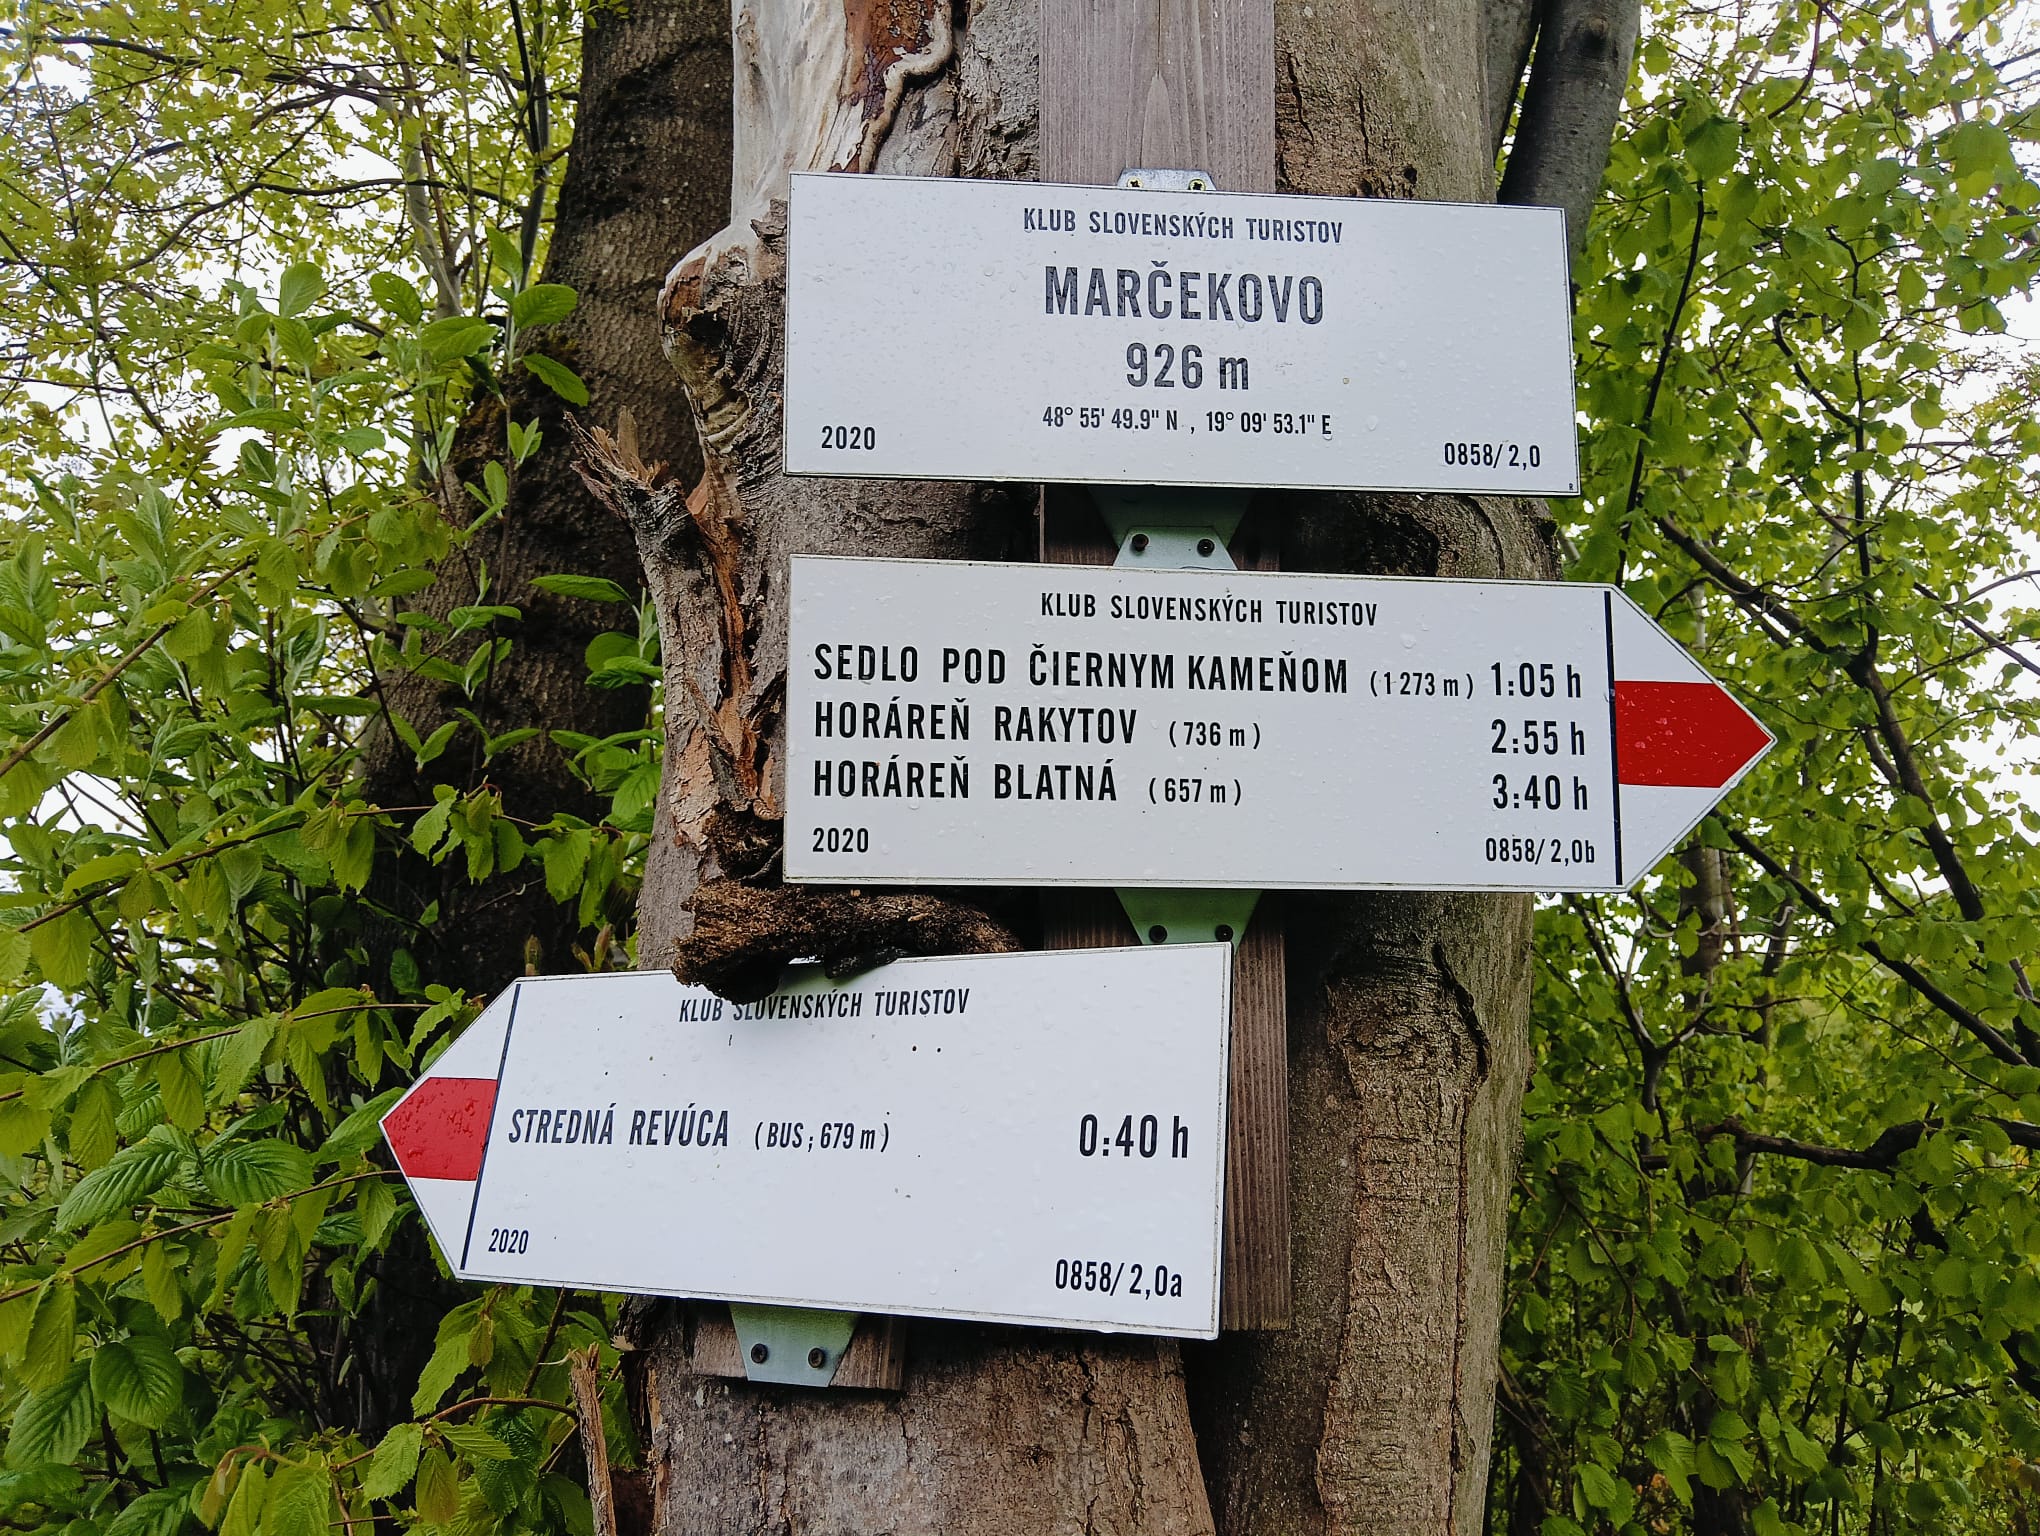 KLUB SLOVENSKÝCH TURISTOV
MARČEKOVO
926 m
48° 55' 49.9" N , 19° 09' 53.1" E
2020 0858/2,0
KLUB SLOVENSKÝCH TURISTOV
SEDLO POD ČIERNYM KAMEŇOM (1 273 m) 1:05 h
HORÁREŇ RAKYTOV (736 m) 2:55 h
HORÁREŇ BLATNÁ (657 m) 3:40 h
2020 0858/2,0b
KLUB SLOVENSKÝCH TURISTOV
STREDNÁ REVÚCA (BUS; 679 m) 0:40 h
2020 0858/2,0a